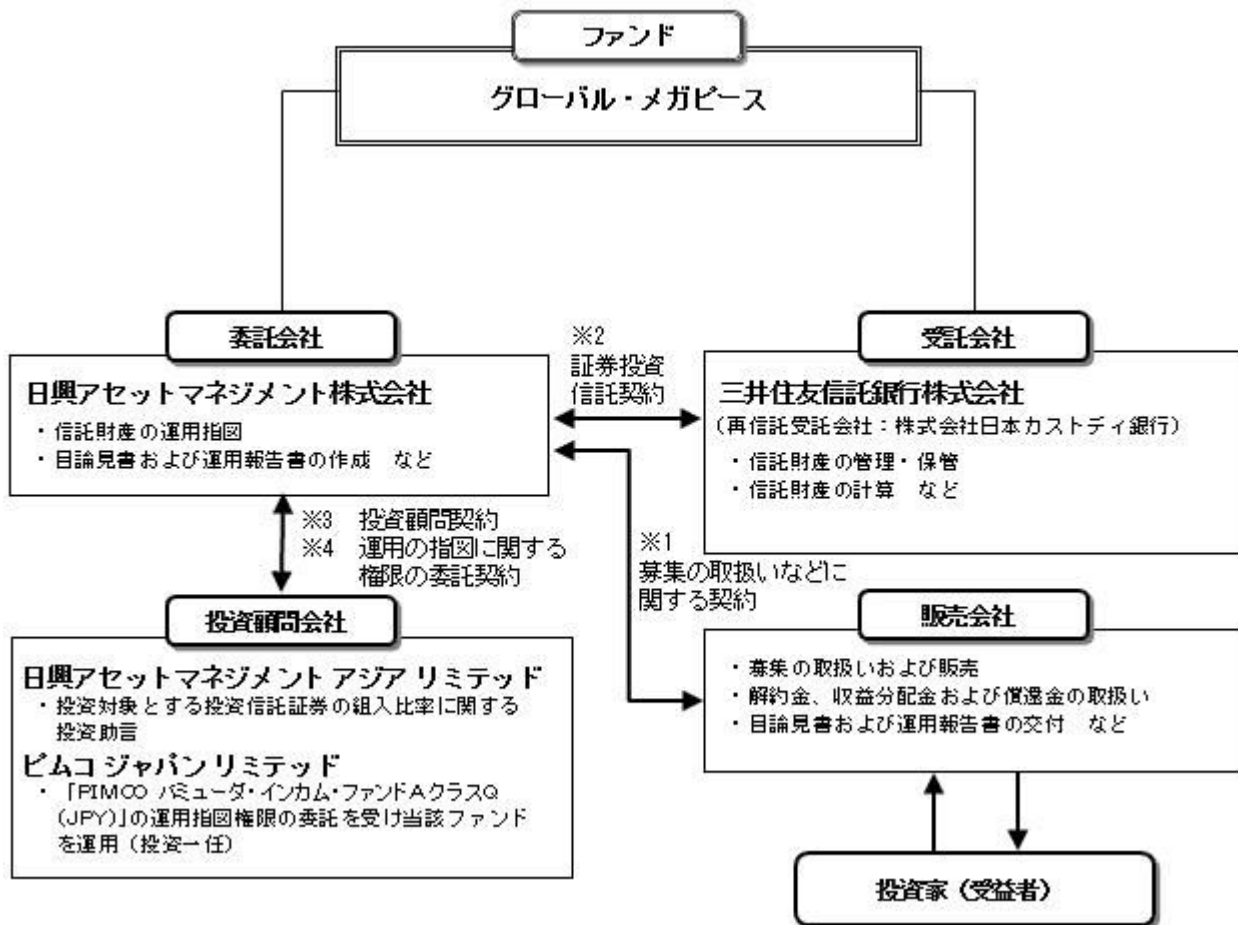 ファンド
グローバル・メガピース
委託会社
日興アセットマネジメント株式会社
・信託財産の運用指図
・目論見書および運用報告書の作成 など
※2
証券投資
信託契約
受託会社
三井住友信託銀行株式会社
(再信託受託会社：株式会社日本カストディ銀行)
・信託財産の管理・保管
・信託財産の計算 など
※3 投資顧問契約
※4 運用の指図に関する
権限の委託契約
※1
募集の取扱いなどに
関する契約
投資顧問会社
日興アセットマネジメント アジア リミテッド
・投資対象とする投資信託証券の組入比率に関する
投資助言
ピムコ ジャパン リミテッド
・「PIMCO バミューダ・インカム・ファンドAクラスQ
(JPY)」の運用指図権限の委託を受け当該ファンド
を運用（投資一任）
販売会社
・募集の取扱いおよび販売
・解約金、収益分配金および償還金の取扱い
・目論見書および運用報告書の交付 など
投資家（受益者）